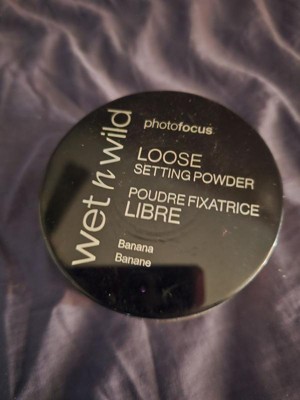 wet n wild
photofocus
LOOSE
SETTING POWDER
POUDRE FIXATRICE
LIBRE
Banana
Banane